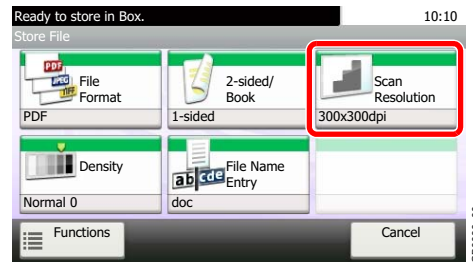 Ready to store in Box.
10:10
Store File
PDF
JPEG
TIFF
File
Format
PDF
2-sided/
Book
1-sided
Scan
Resolution
300x300dpi
Density
Normal 0
ab cde
File Name
Entry
doc
Functions
Cancel